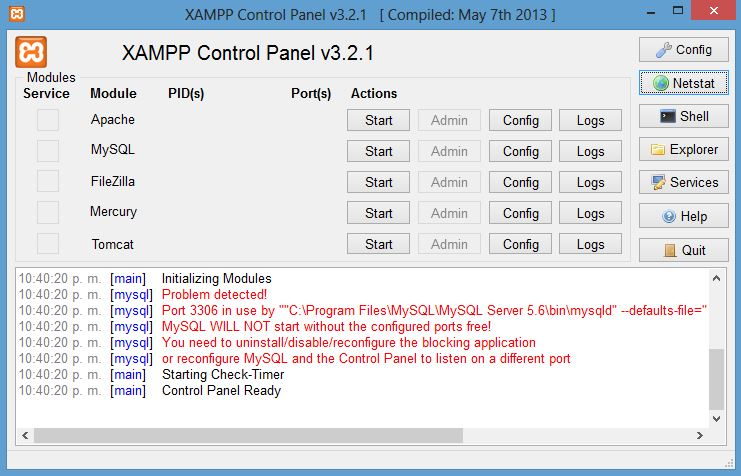 XAMPP Control Panel v3.2.1 [ Compiled: May 7th 2013 ]
XAMPP Control Panel v3.2.1
Config
Modules
Netstat
Service Module PID(s) Port(s) Actions
Apache Start Admin Config Logs
Shell
MySQL Start Admin Config Logs
Explorer
FileZilla Start Admin Config Logs
Services
Mercury Start Admin Config Logs
Help
Tomcat Start Admin Config Logs
Quit
10:40:20 p. m. [main] Initializing Modules
10:40:20 p. m. [mysql] Problem detected!
10:40:20 p. m. [mysql] Port 3306 in use by ""C:\Program Files\MySQL\MySQL Server 5.6\bin\mysqld" --defaults-file="
10:40:20 p. m. [mysql] MySQL WILL NOT start without the configured ports free!
10:40:20 p. m. [mysql] You need to uninstall/disable/reconfigure the blocking application
10:40:20 p. m. [mysql] or reconfigure MySQL and the Control Panel to listen on a different port
10:40:20 p. m. [main] Starting Check-Timer
10:40:20 p. m. [main] Control Panel Ready